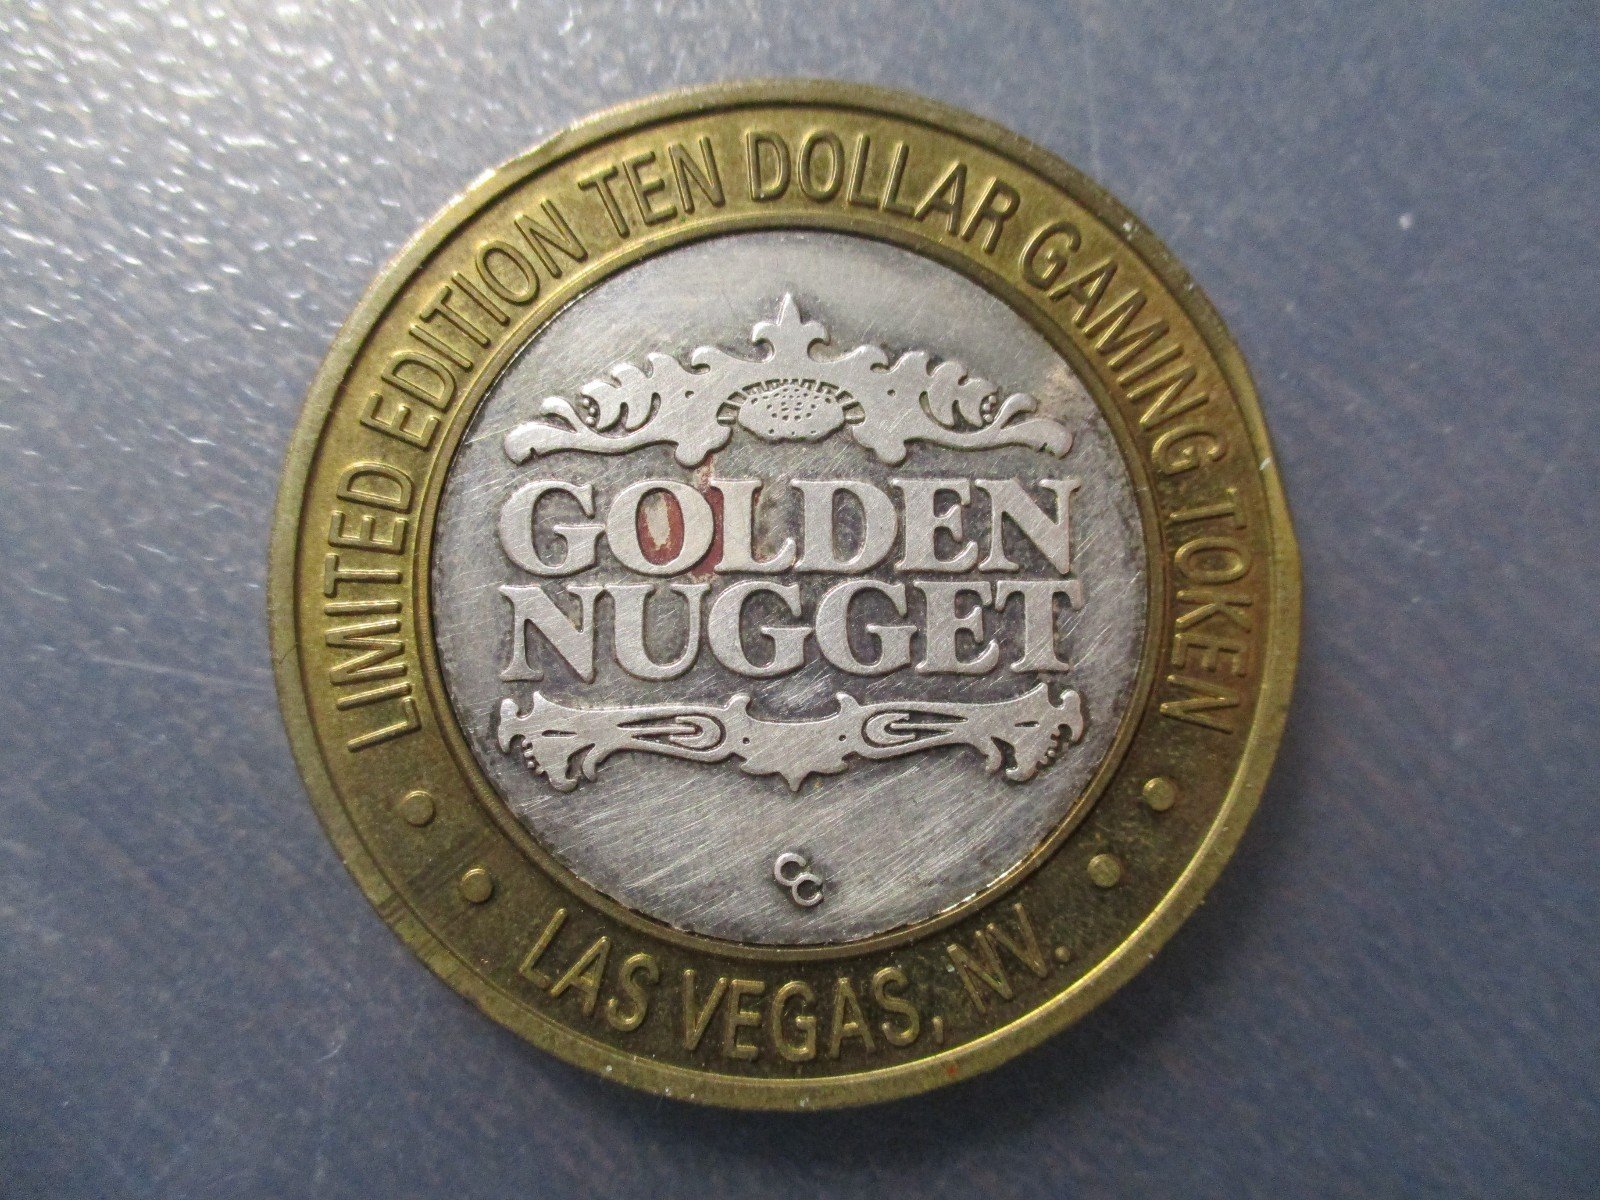 LIMITED EDITION TEN DOLLAR GAMING TOKEN
GOLDEN
NUGGET
CC
• • LAS VEGAS, NV. • •